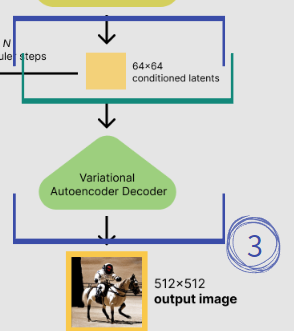 N
uler steps
64×64
conditioned latents
Variational
Autoencoder Decoder
3
512×512
output image